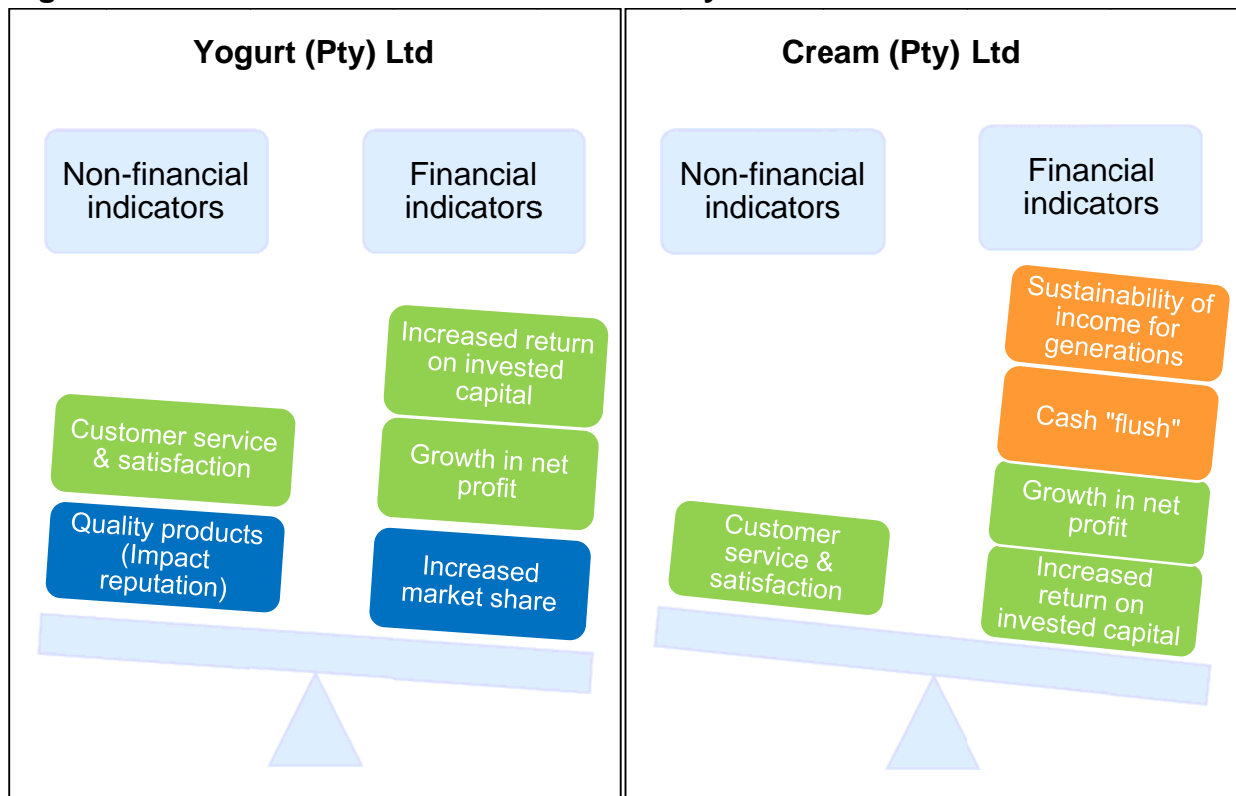 Yogurt (Pty) Ltd
Non-financial
indicators
Financial
indicators
Increased return
on invested
capital
Customer service
& satisfaction
Growth in net
profit
Quality products
(Impact
reputation)
Increased
market share
Cream (Pty) Ltd
Non-financial
indicators
Financial
indicators
Sustainability of
income for
generations
Cash "flush"
Growth in net
profit
Customer
service &
satisfaction
Increased
return on
invested capital